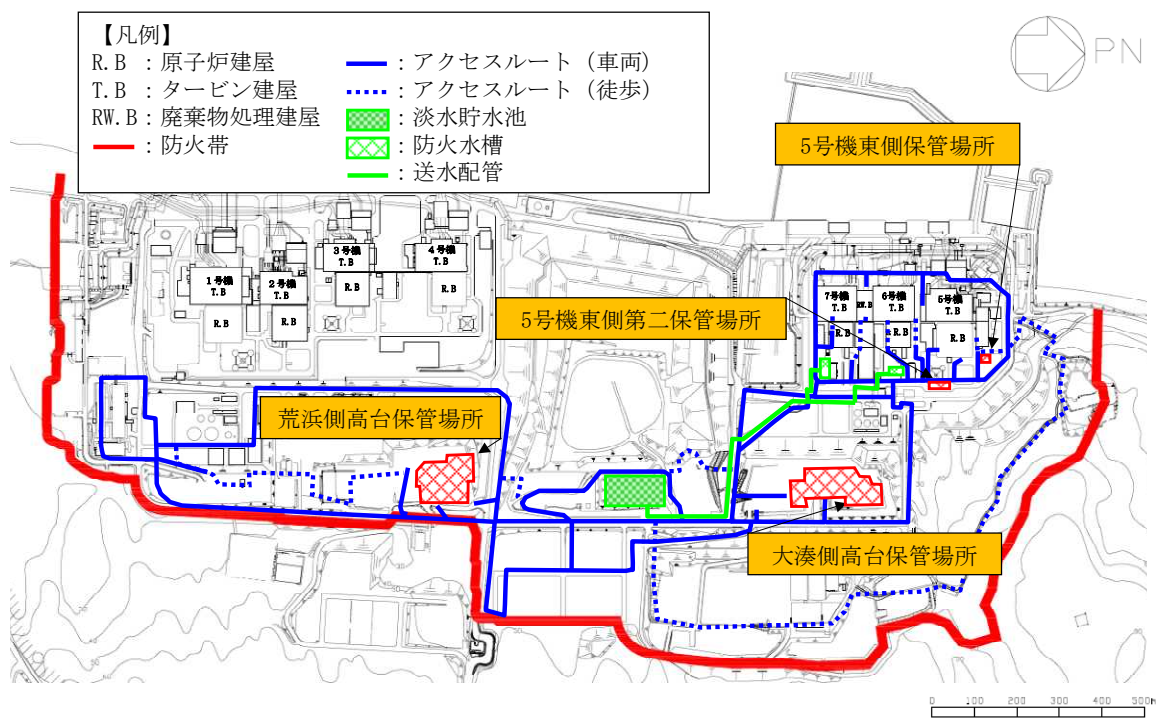 【凡例】
R.B : 原子炉建屋
T.B : タービン建屋
RW.B : 廃棄物処理建屋
: 防火帯
: アクセスルート (車両)
: アクセスルート (徒歩)
: 淡水貯水池
: 防火水槽
: 送水配管
PN
5号機東側保管場所
1号機
T.B
R.B
2号機
T.B
R.B
3号機
T.B
R.B
4号機
T.B
R.B
7号機
T.B
R.B
RW.B
6号機
T.B
R.B
5号機
T.B
R.B
5号機東側第二保管場所
荒浜側高台保管場所
大湊側高台保管場所
0 100 200 300 400 500m